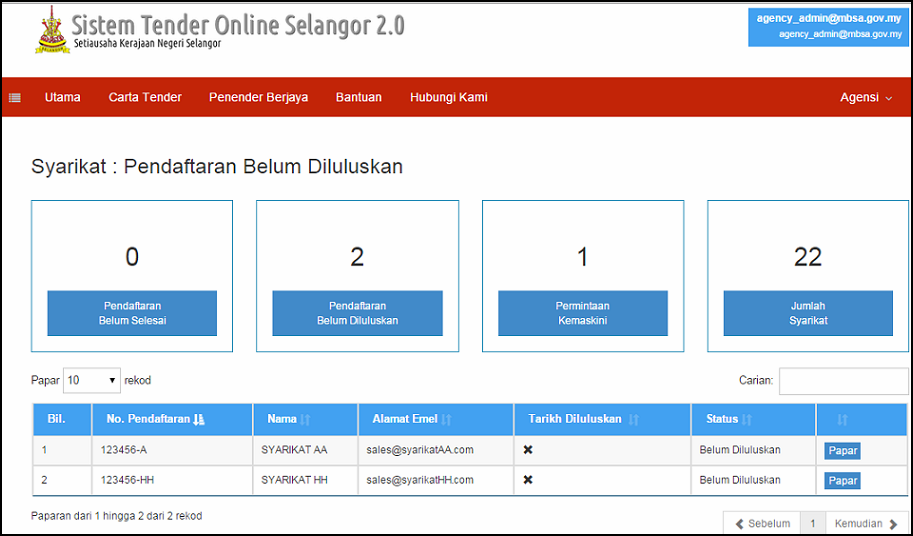 Sistem Tender Online Selangor 2.0
Setiausaha Kerajaan Negeri Selangor
agency_admin@mbsa.gov.my
agency_admin@mbsa.gov.my
Utama Carta Tender Penender Berjaya Bantuan Hubungi Kami Agensi
Syarikat : Pendaftaran Belum Diluluskan
0 2 1 22
Pendaftaran Pendaftaran Permintaan Jumlah
Belum Selesai Belum Diluluskan Kemaskini Syarikat
Papar 10 rekod Carian:
Bil. No. Pendaftaran Nama Alamat Emel Tarikh Diluluskan Status
1 123456-A SYARIKAT AA sales@syarikatAA.com Belum Diluluskan Papar
2 123456-HH SYARIKAT HH sales@syarikatHH.com Belum Diluluskan Papar
Paparan dari 1 hingga 2 dari 2 rekod
Sebelum 1 Kemudian